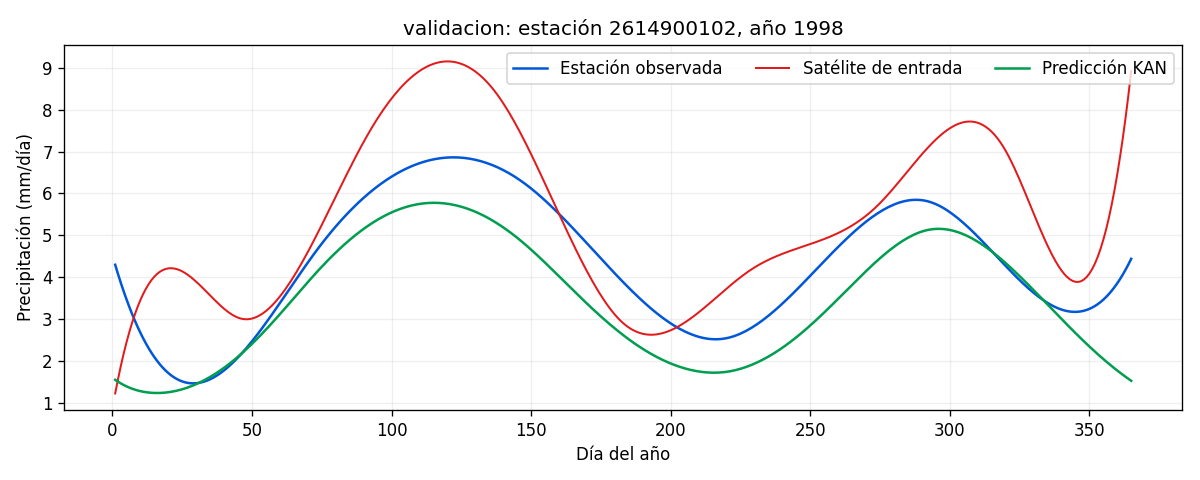 validacion: estación 2614900102, año 1998
Estación observada
Satélite de entrada
Predicción KAN
Precipitación (mm/día)
9
8
7
6
5
4
3
2
1
0
50
100
150
200
250
300
350
Día del año